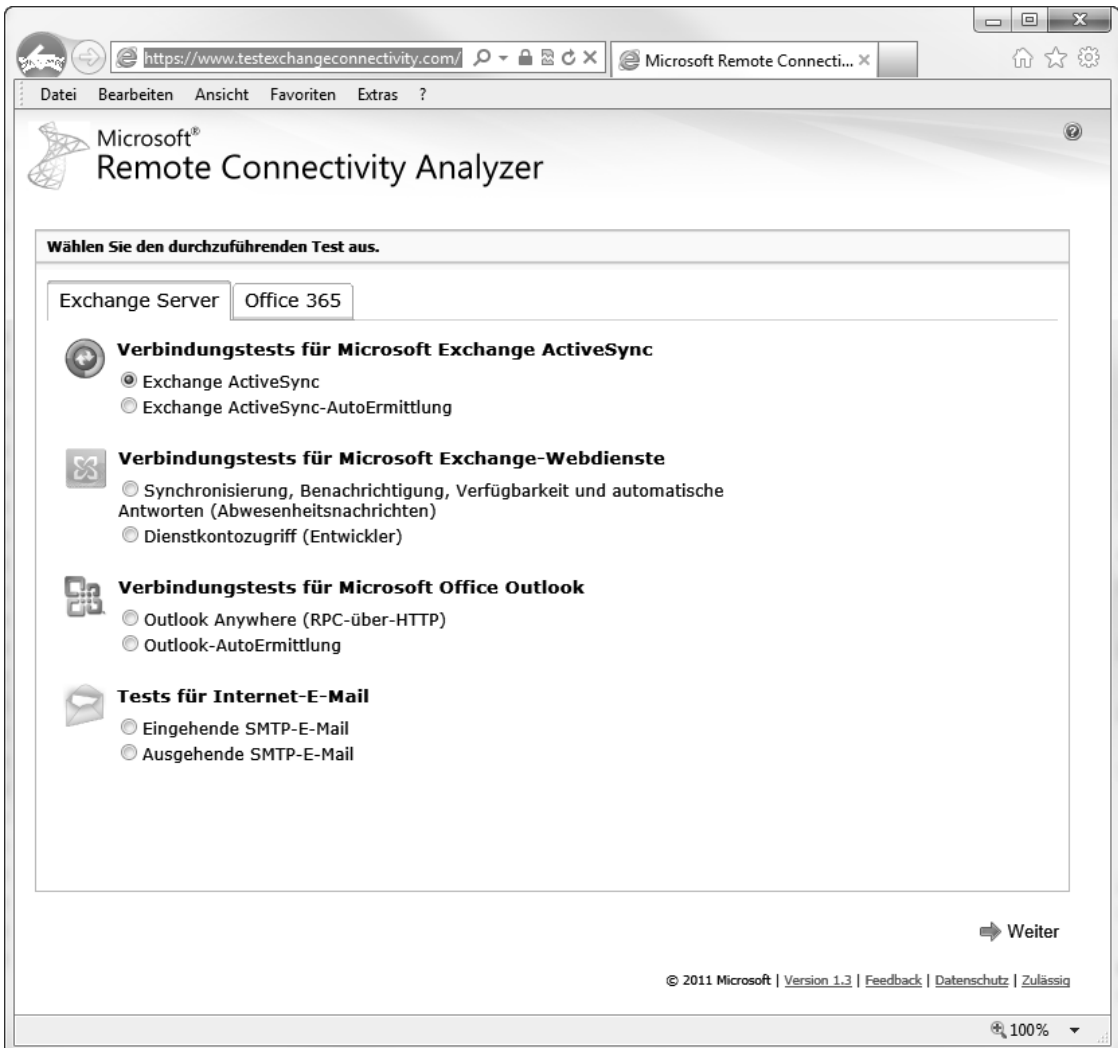 https://www.testexchangeconnectivity.com/
Microsoft Remote Connecti...
Datei Bearbeiten Ansicht Favoriten Extras ?
Microsoft®
Remote Connectivity Analyzer
Wählen Sie den durchzuführenden Test aus.
Exchange Server Office 365
Verbindungstests für Microsoft Exchange ActiveSync
Exchange ActiveSync
Exchange ActiveSync-AutoErmittlung
Verbindungstests für Microsoft Exchange-Webdienste
Synchronisierung, Benachrichtigung, Verfügbarkeit und automatische
Antworten (Abwesenheitsnachrichten)
Dienstkontozugriff (Entwickler)
Verbindungstests für Microsoft Office Outlook
Outlook Anywhere (RPC-über-HTTP)
Outlook-AutoErmittlung
Tests für Internet-E-Mail
Eingehende SMTP-E-Mail
Ausgehende SMTP-E-Mail
Weiter
© 2011 Microsoft | Version 1.3 | Feedback | Datenschutz | Zulässig
100%